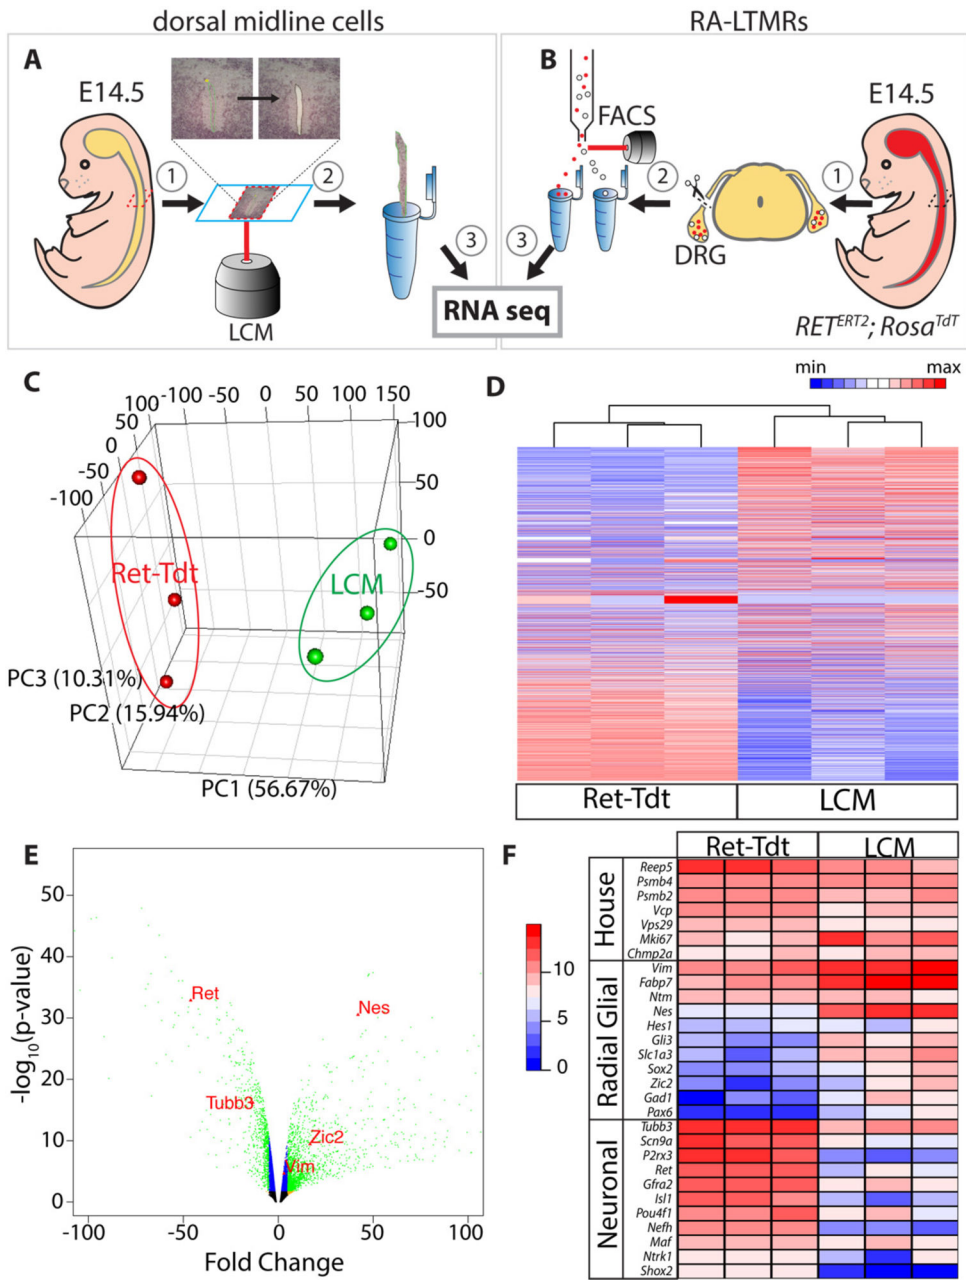 dorsal midline cells
RA-LTMRs
A
E14.5
1
2
3
LCM
B
FACS
E14.5
1
2
3
DRG
RET^ERT2; Rosa^TdT
RNA seq
C
100 -100 -50 0 50 100 150
50
0
-50
-100
100
50
0
-50
Ret-Tdt
LCM
PC3 (10.31%)
PC2 (15.94%)
PC1 (56.67%)
D
min max
Ret-Tdt LCM
E
-log10(p-value)
50
40
30
20
10
0
Ret
Nes
Tubb3
Zic2
Vim
-100 -50 0 50 100
Fold Change
F
10
5
0
Ret-Tdt LCM
House
Reep5
Psmb4
Psmb2
Vcp
Vps29
Mki67
Chmp2a
Radial Glial
Vim
Fabp7
Ntm
Nes
Hes1
Gli3
Slc1a3
Sox2
Zic2
Gad1
Pax6
Neuronal
Tubb3
Scn9a
P2rx3
Ret
Gfra2
Isl1
Pou4f1
Nefh
Maf
Ntrk1
Shox2